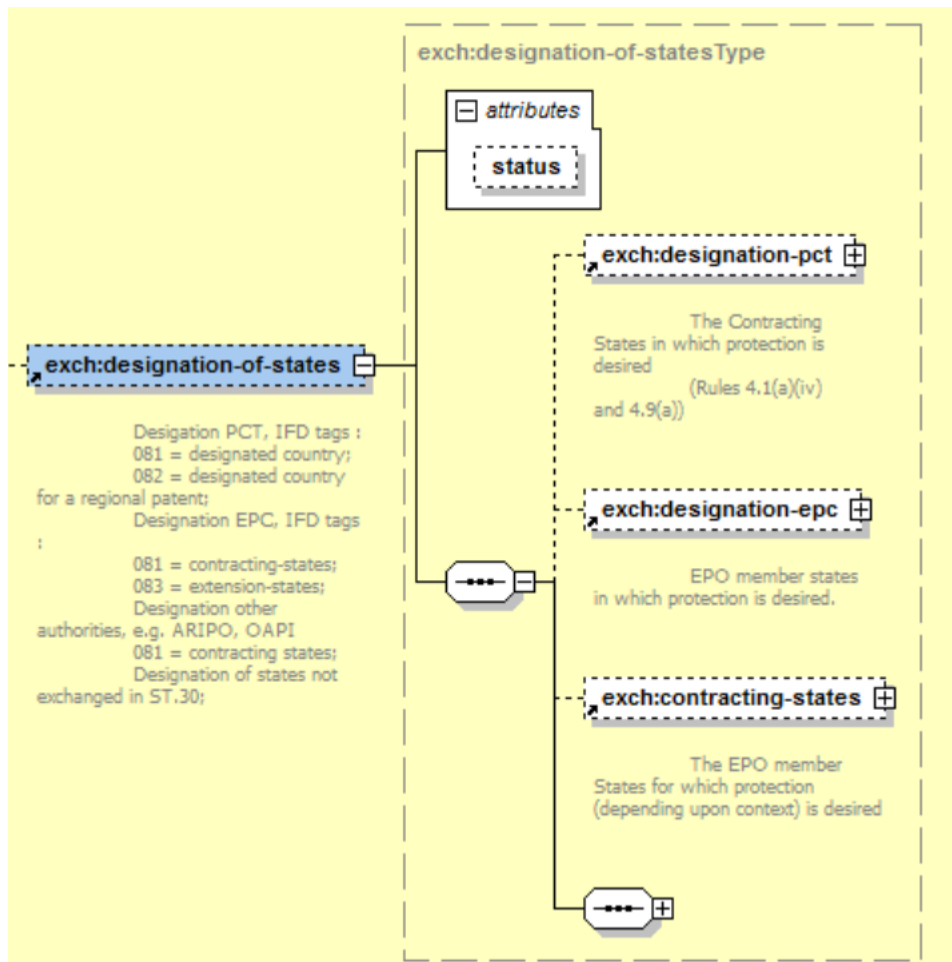 exch:designation-of-statesType
attributes
status
exch:designation-pct
The Contracting
States in which protection is
desired
(Rules 4.1(a)(iv)
and 4.9(a))
exch:designation-of-states
Desigation PCT, IFD tags :
081 = designated country;
082 = designated country
for a regional patent;
Designation EPC, IFD tags
:
081 = contracting-states;
083 = extension-states;
Designation other
authorities, e.g. ARIPO, OAPI
081 = contracting states;
Designation of states not
exchanged in ST.30;
exch:designation-epc
EPO member states
in which protection is desired.
exch:contracting-states
The EPO member
States for which protection
(depending upon context) is desired